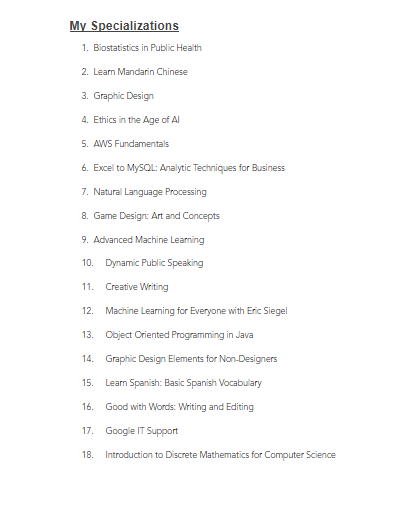 My Specializations
1. Biostatistics in Public Health
2. Learn Mandarin Chinese
3. Graphic Design
4. Ethics in the Age of AI
5. AWS Fundamentals
6. Excel to MySQL: Analytic Techniques for Business
7. Natural Language Processing
8. Game Design: Art and Concepts
9. Advanced Machine Learning
10. Dynamic Public Speaking
11. Creative Writing
12. Machine Learning for Everyone with Eric Siegel
13. Object Oriented Programming in Java
14. Graphic Design Elements for Non-Designers
15. Learn Spanish: Basic Spanish Vocabulary
16. Good with Words: Writing and Editing
17. Google IT Support
18. Introduction to Discrete Mathematics for Computer Science